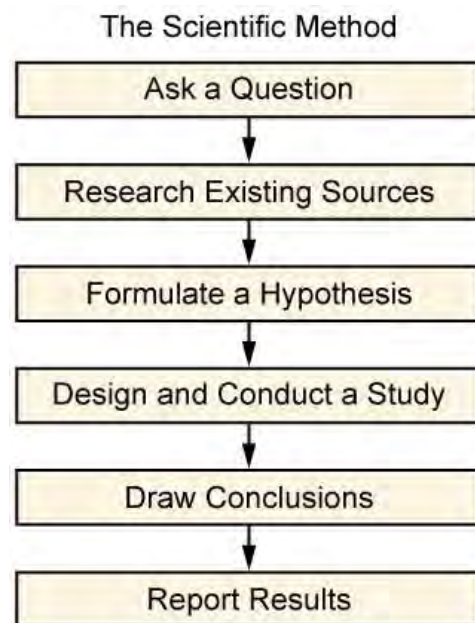 The Scientific Method
Ask a Question
Research Existing Sources
Formulate a Hypothesis
Design and Conduct a Study
Draw Conclusions
Report Results